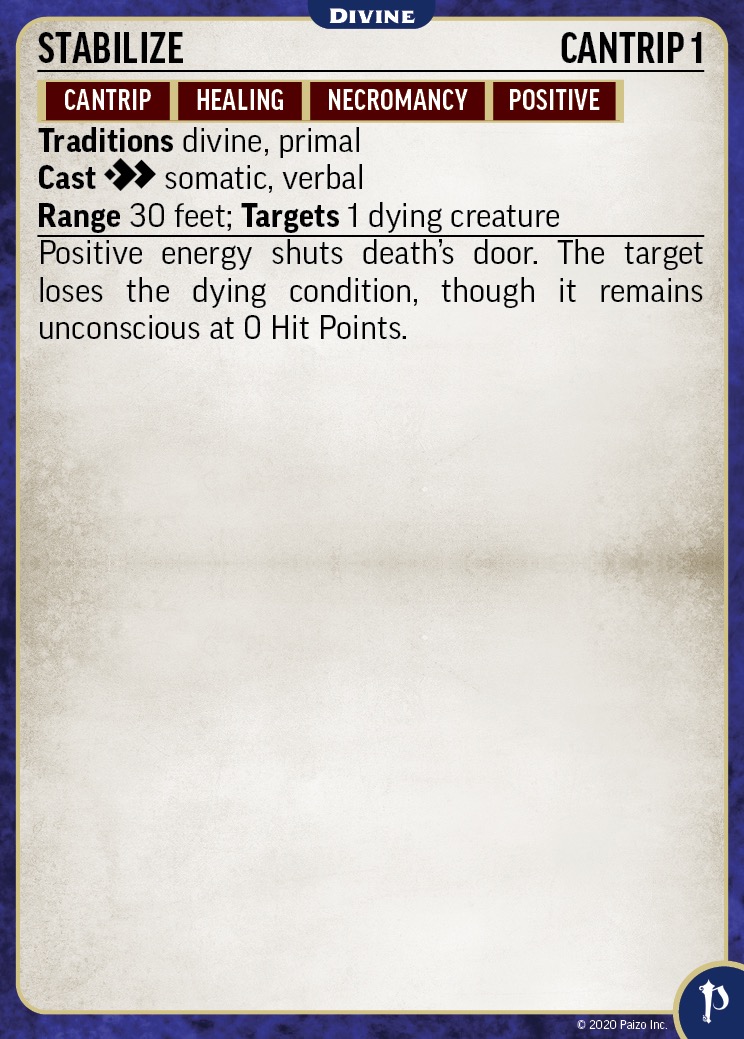 DIVINE
STABILIZE CANTRIP 1
CANTRIP HEALING NECROMANCY POSITIVE
Traditions divine, primal
Cast somatic, verbal
Range 30 feet; Targets 1 dying creature
Positive energy shuts death's door. The target
loses the dying condition, though it remains
unconscious at 0 Hit Points.
P
© 2020 Paizo Inc.